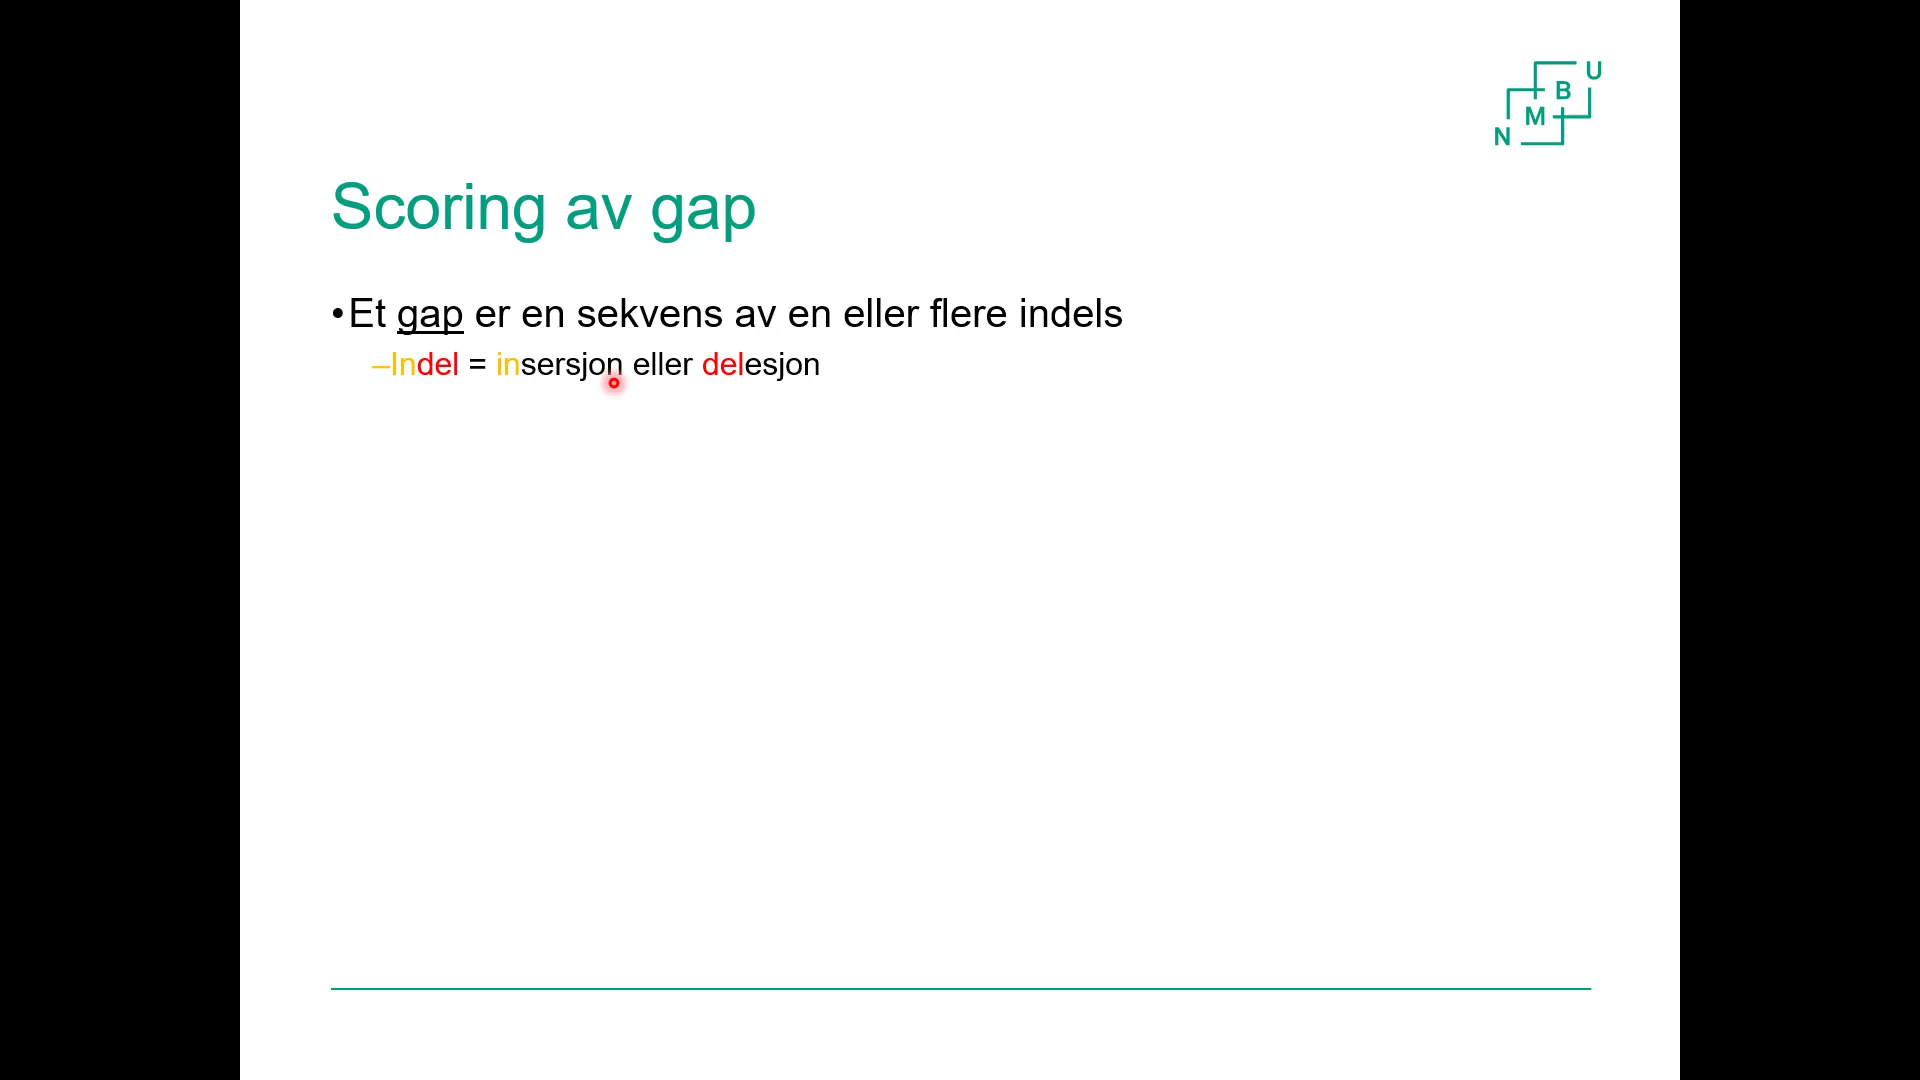 N M B U
Scoring av gap
•Et gap er en sekvens av en eller flere indels
–Indel = insersjon eller delesjon